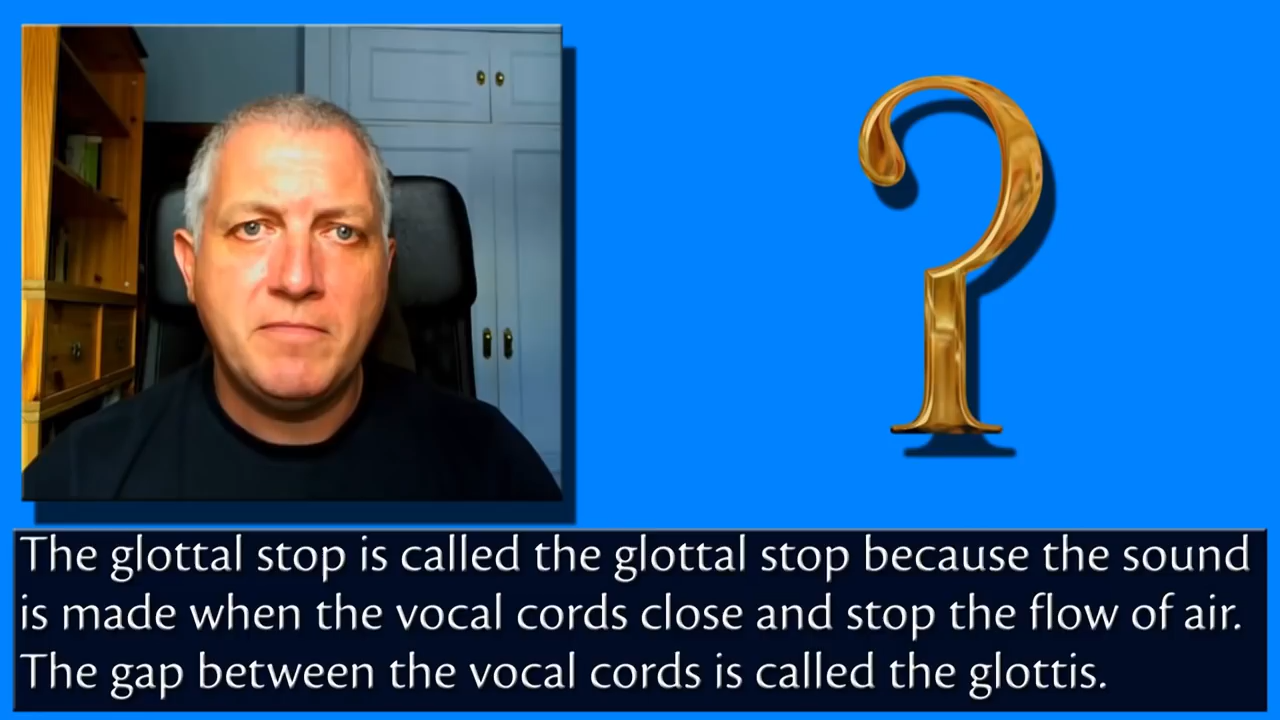 ʔ
The glottal stop is called the glottal stop because the sound
is made when the vocal cords close and stop the flow of air.
The gap between the vocal cords is called the glottis.